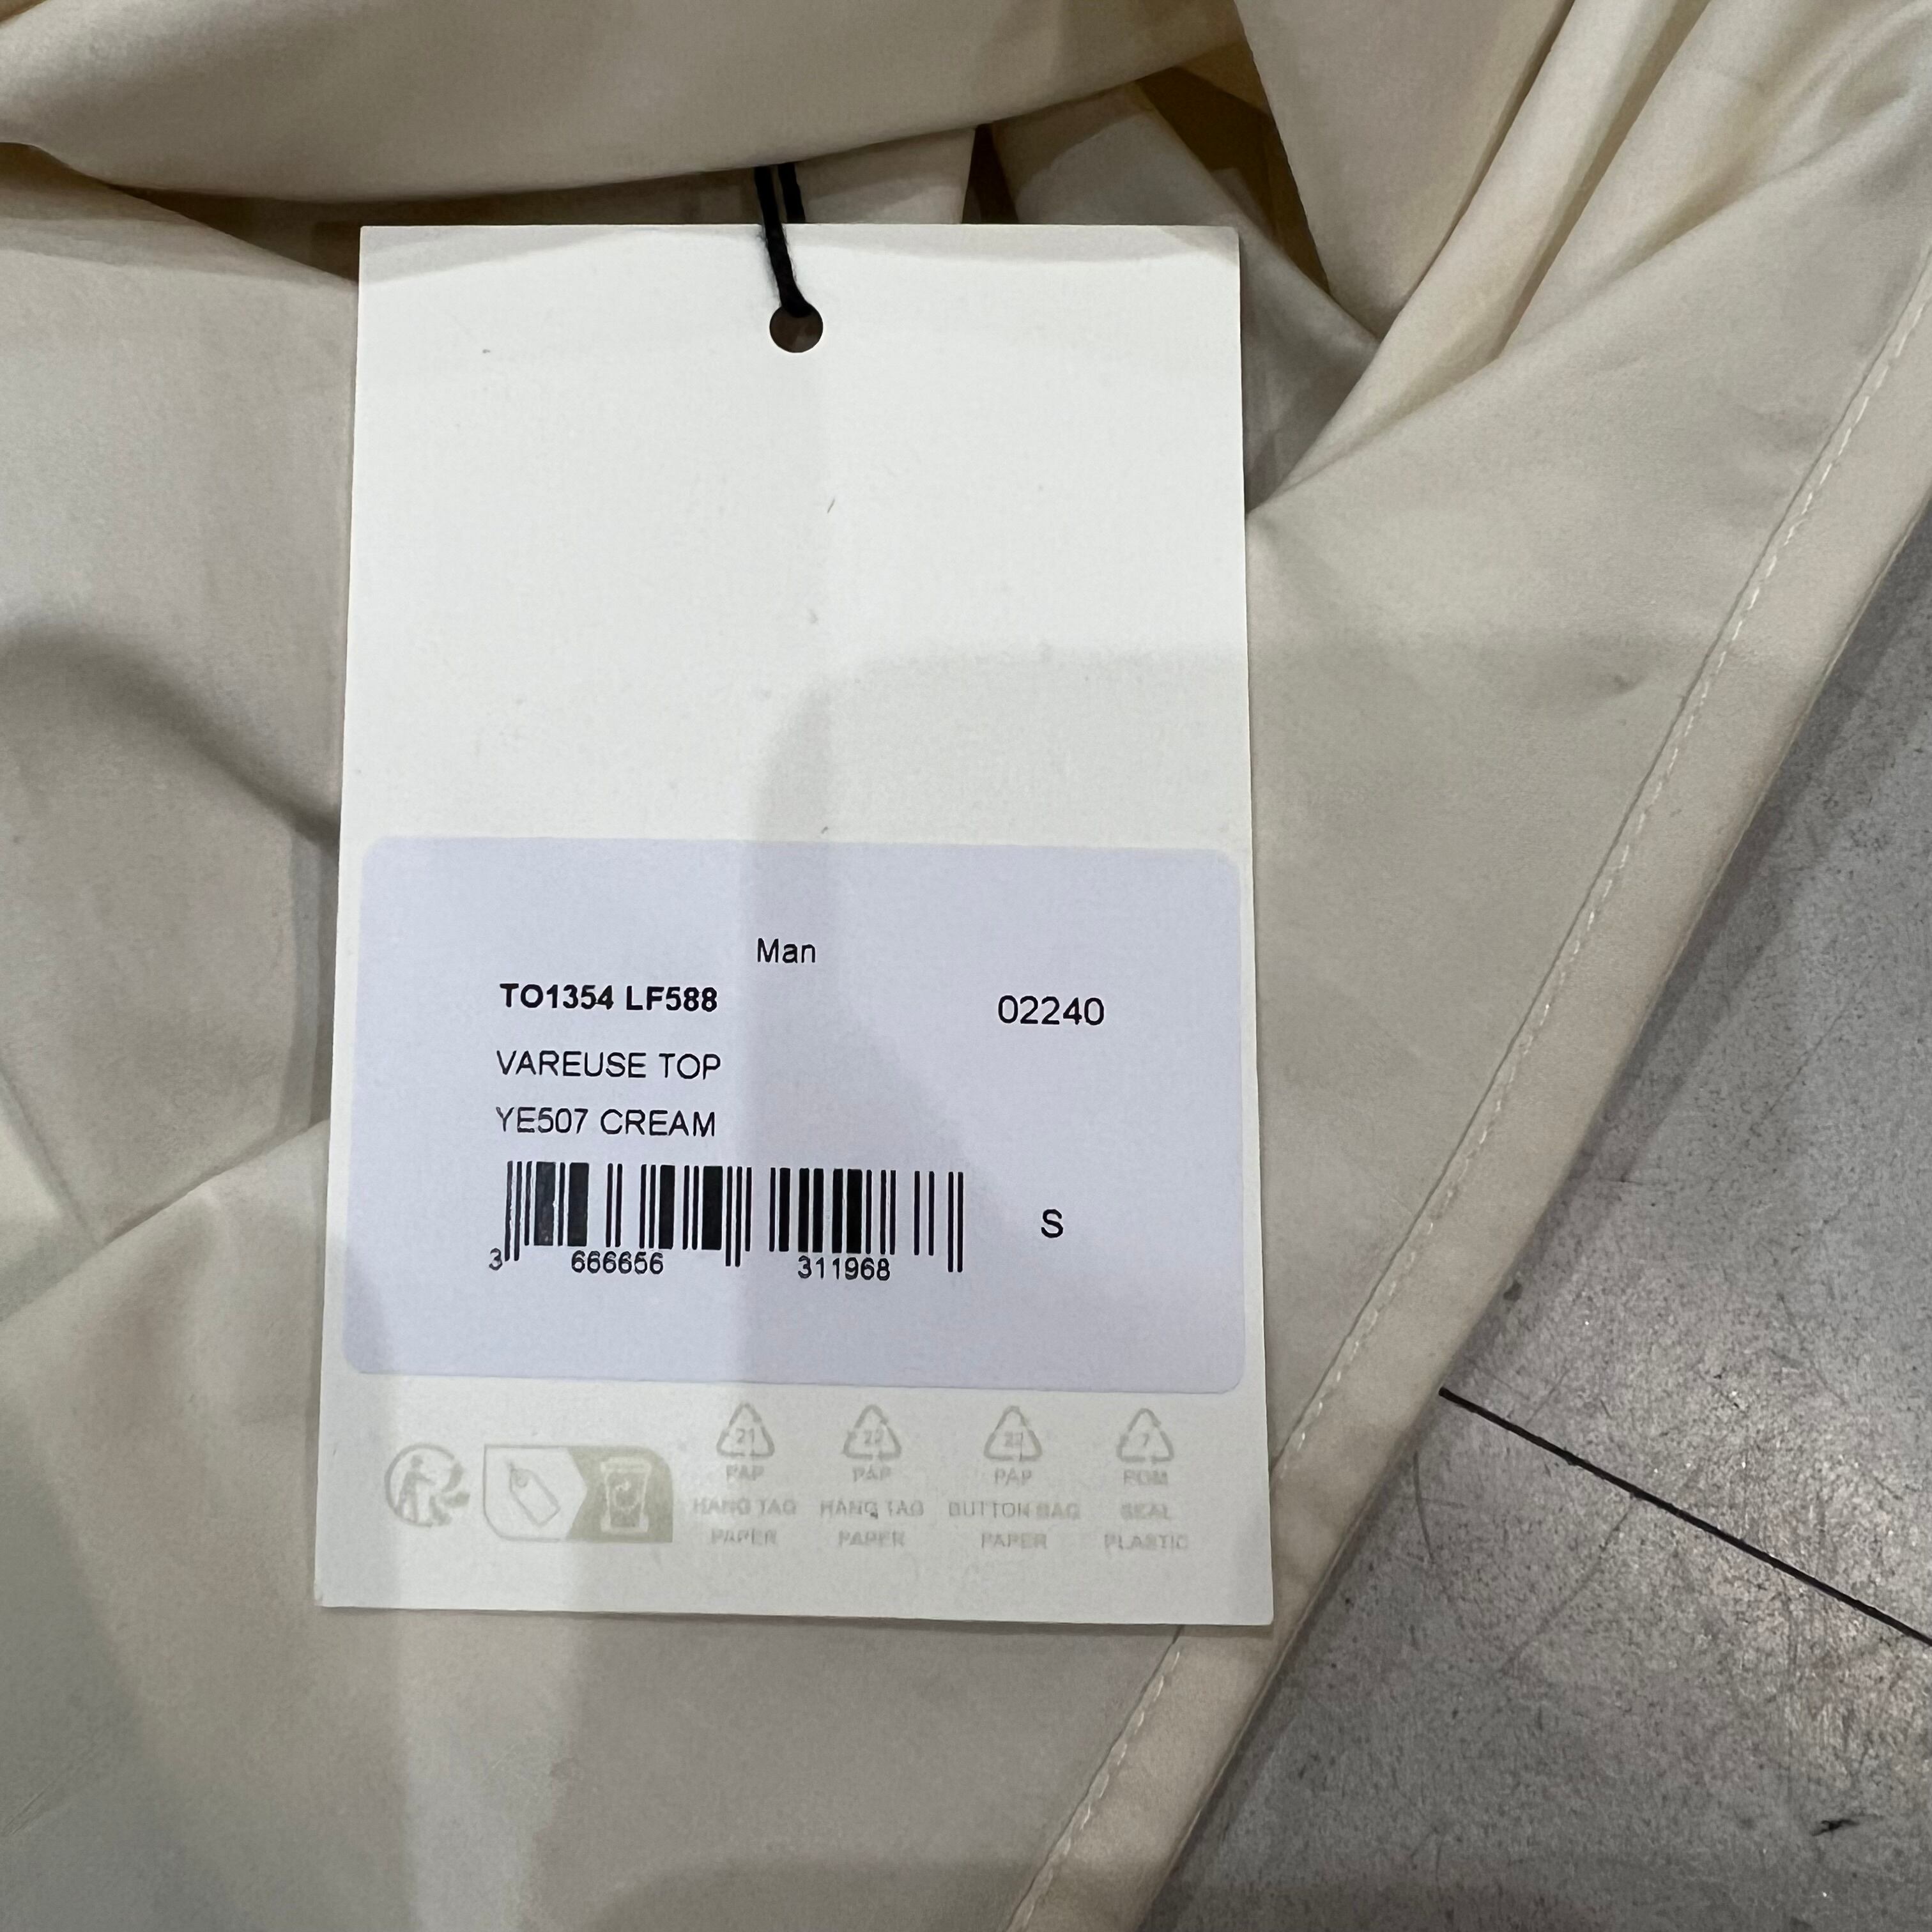 Man
TO1354 LF588 02240
VAREUSE TOP
YE507 CREAM
S
3 666656 311968
21 22 22 7
PAP PAP PAP
HANG TAG HANG TAG BUTTON BAG SEAL
PAPER PAPER PAPER PLASTIC